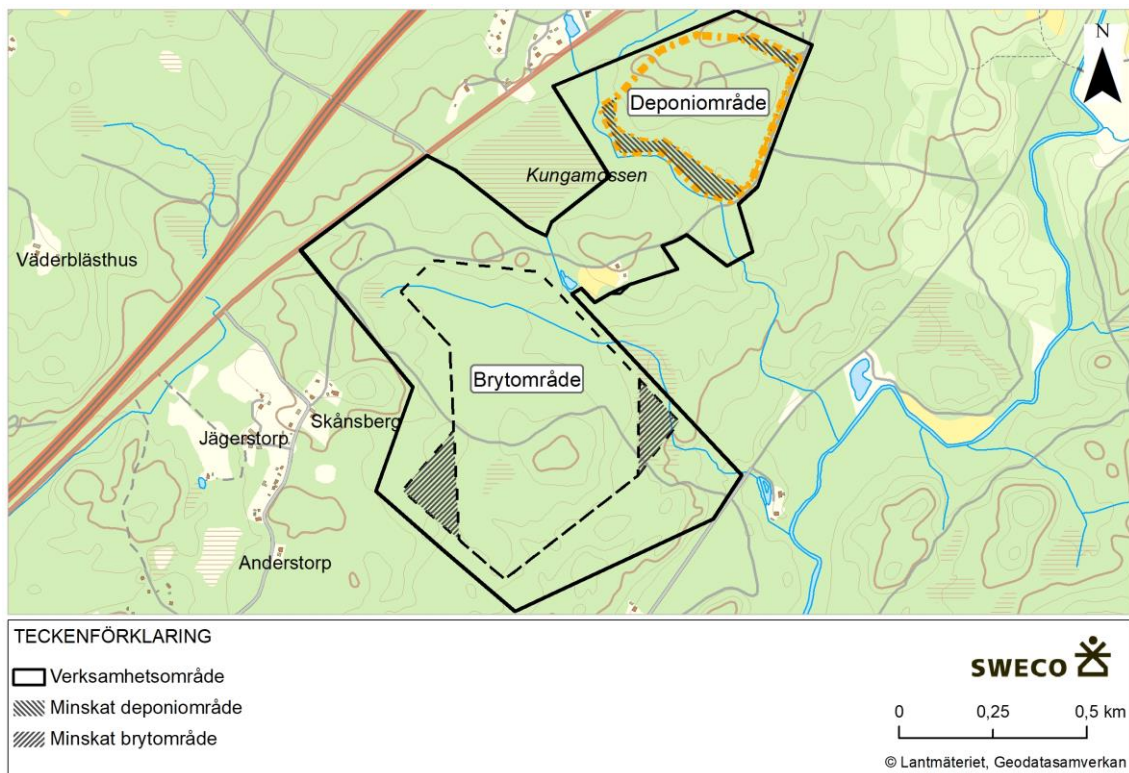 N
Deponiområde
Kungamossen
Väderblästhus
Brytområde
Skånsberg
Jägerstorp
Anderstorp
TECKENFÖRKLARING
Verksamhetsområde
Minskat deponiområde
Minskat brytområde
SWECO
0 0,25 0,5 km
© Lantmäteriet, Geodatasamverkan